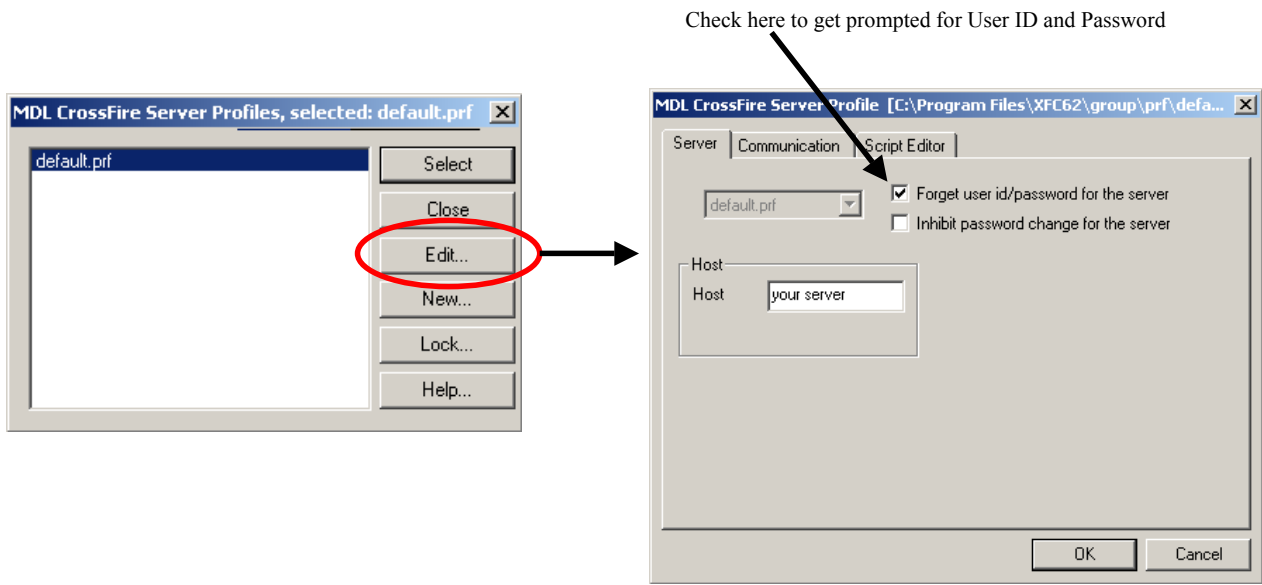 Check here to get prompted for User ID and Password
MDL CrossFire Server Profiles, selected: default.prf
default.prf
Select
Close
Edit...
New...
Lock...
Help...
MDL CrossFire Server Profile [C:\Program Files\XFC62\group\prf\defa...
Server
Communication
Script Editor
default.prf
Forget user id/password for the server
Inhibit password change for the server
Host
Host
your server
OK
Cancel